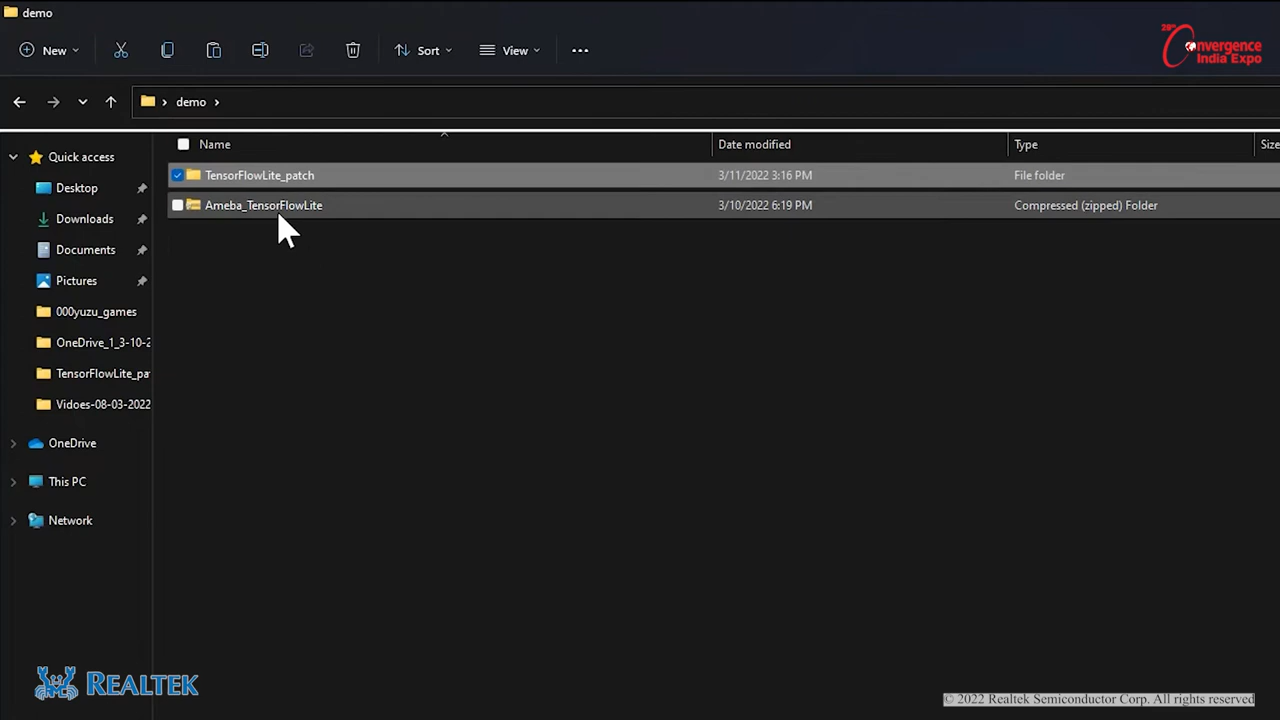 demo
New
Sort
View
29th Convergence
India Expo
demo
Name
Date modified
Type
Size
Quick access
TensorFlowLite_patch
3/11/2022 3:16 PM
File folder
Desktop
Ameba_TensorFlowLite
3/10/2022 6:19 PM
Compressed (zipped) Folder
Downloads
Documents
Pictures
000yuzu_games
OneDrive_1_3-10-2
TensorFlowLite_pat
Vidoes-08-03-2022
OneDrive
This PC
Network
REALTEK
© 2022 Realtek Semiconductor Corp. All rights reserved